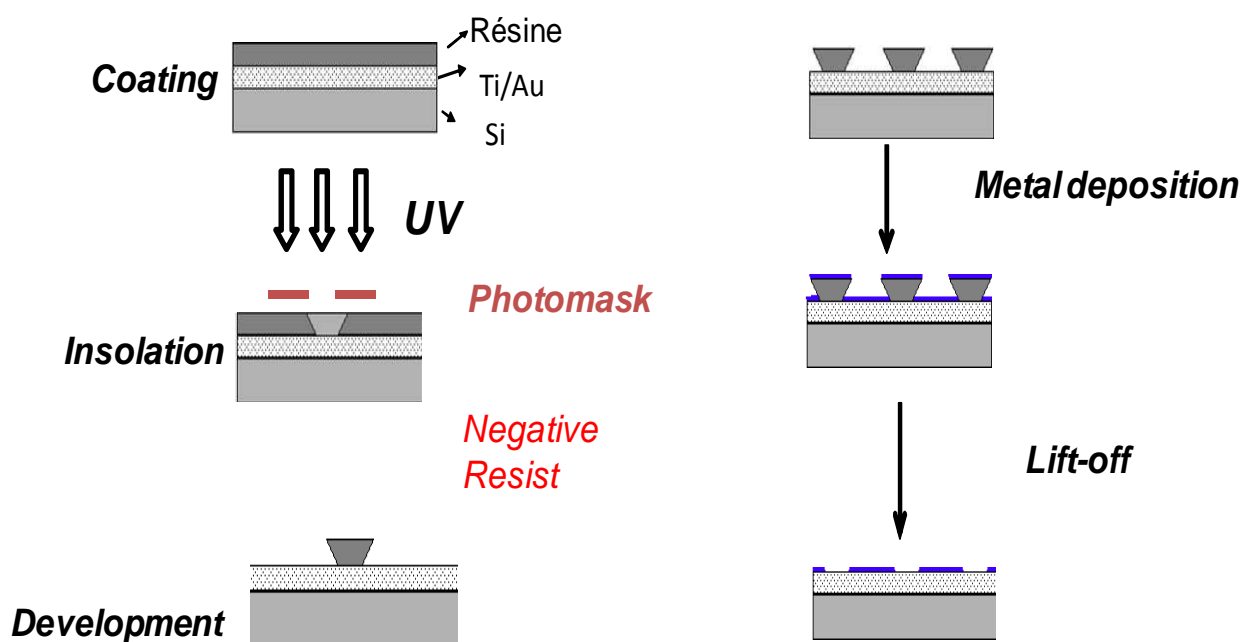 Coating
Résine
Ti/Au
Si
UV
Photomask
Insolation
Negative
Resist
Development
Metal deposition
Lift-off